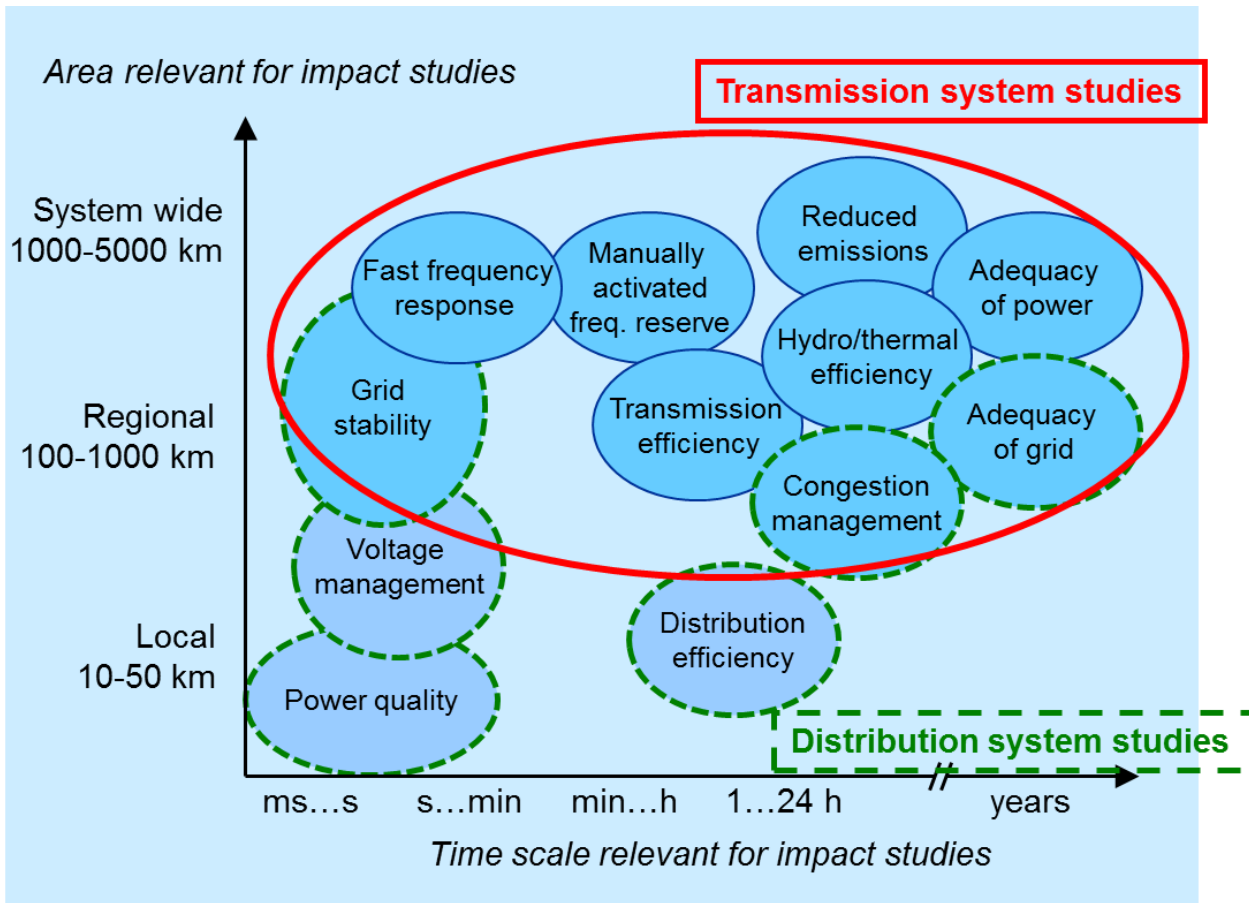 Area relevant for impact studies
Transmission system studies
System wide
1000-5000 km
Regional
100-1000 km
Local
10-50 km
Fast frequency
response
Manually
activated
freq. reserve
Reduced
emissions
Adequacy
of power
Grid
stability
Transmission
efficiency
Hydro/thermal
efficiency
Adequacy
of grid
Congestion
management
Voltage
management
Distribution
efficiency
Power quality
Distribution system studies
ms…s
s…min
min…h
1…24 h
years
Time scale relevant for impact studies